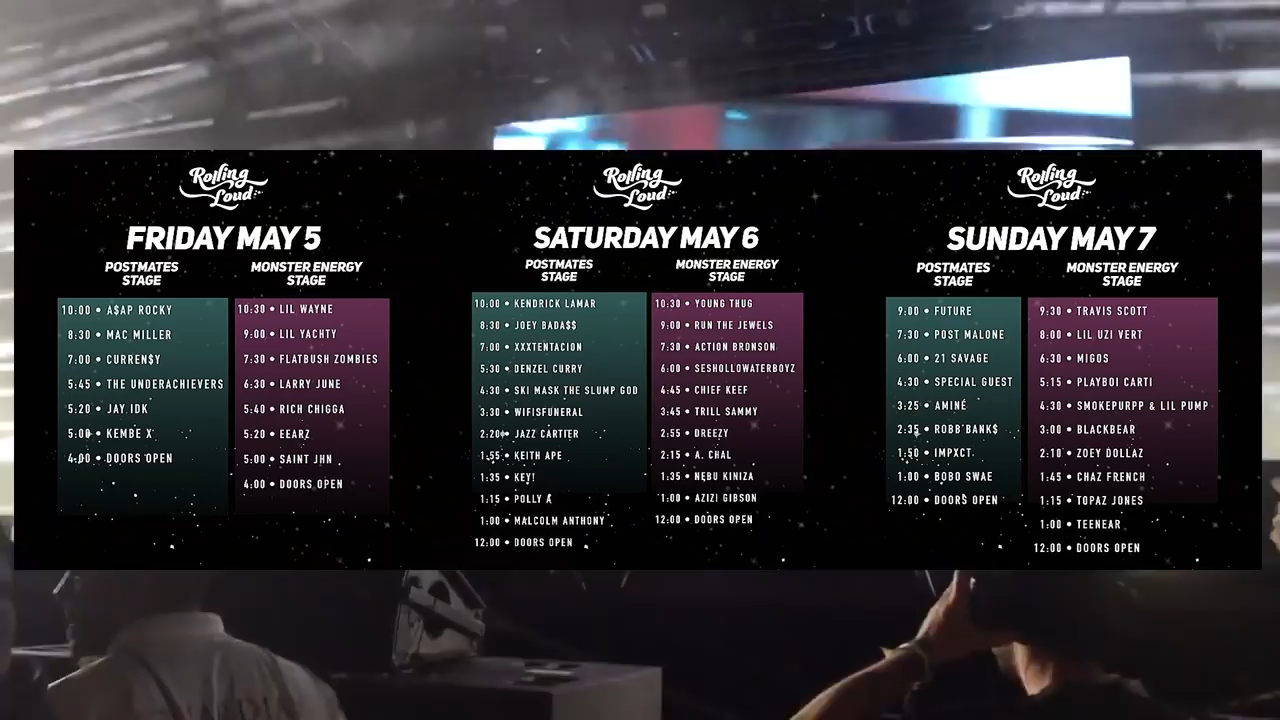 Rolling
Loud
FRIDAY MAY 5
POSTMATES
STAGE
10:00 • A$AP ROCKY
8:30 • MAC MILLER
7:00 • CURREN$Y
5:45 • THE UNDERACHIEVERS
5:20 • JAY IDK
5:00 • KEMBE X
4:00 • DOORS OPEN
MONSTER ENERGY
STAGE
10:30 • LIL WAYNE
9:00 • LIL YACHTY
7:30 • FLATBUSH ZOMBIES
6:30 • LARRY JUNE
5:40 • RICH CHIGGA
5:20 • EEARZ
5:00 • SAINT JHN
4:00 • DOORS OPEN
Rolling
Loud
SATURDAY MAY 6
POSTMATES
STAGE
10:00 • KENDRICK LAMAR
8:30 • JOEY BADA$$
7:00 • XXXTENTACION
5:30 • DENZEL CURRY
4:30 • SKI MASK THE SLUMP GOD
3:30 • WIFISFUNERAL
2:20 • JAZZ CARTIER
1:55 • KEITH APE
1:35 • KEY!
1:15 • POLLY A
1:00 • MALCOLM ANTHONY
12:00 • DOORS OPEN
MONSTER ENERGY
STAGE
10:30 • YOUNG THUG
9:00 • RUN THE JEWELS
7:30 • ACTION BRONSON
6:00 • SESHOLLOWATERBOYZ
4:45 • CHIEF KEEF
3:45 • TRILL SAMMY
2:55 • DREEZY
2:15 • A. CHAL
1:35 • NEBU KINIZA
1:00 • AZIZI GIBSON
12:00 • DOORS OPEN
Rolling
Loud
SUNDAY MAY 7
POSTMATES
STAGE
9:00 • FUTURE
7:30 • POST MALONE
6:00 • 21 SAVAGE
4:30 • SPECIAL GUEST
3:25 • AMINÉ
2:35 • ROBB BANK$
1:50 • IMPXCT
1:00 • BOBO SWAE
12:00 • DOORS OPEN
MONSTER ENERGY
STAGE
9:30 • TRAVIS SCOTT
8:00 • LIL UZI VERT
6:30 • MIGOS
5:15 • PLAYBOI CARTI
4:30 • SMOKEPURPP & LIL PUMP
3:00 • BLACKBEAR
2:10 • ZOEY DOLLAZ
1:45 • CHAZ FRENCH
1:15 • TOPAZ JONES
1:00 • TEENEAR
12:00 • DOORS OPEN